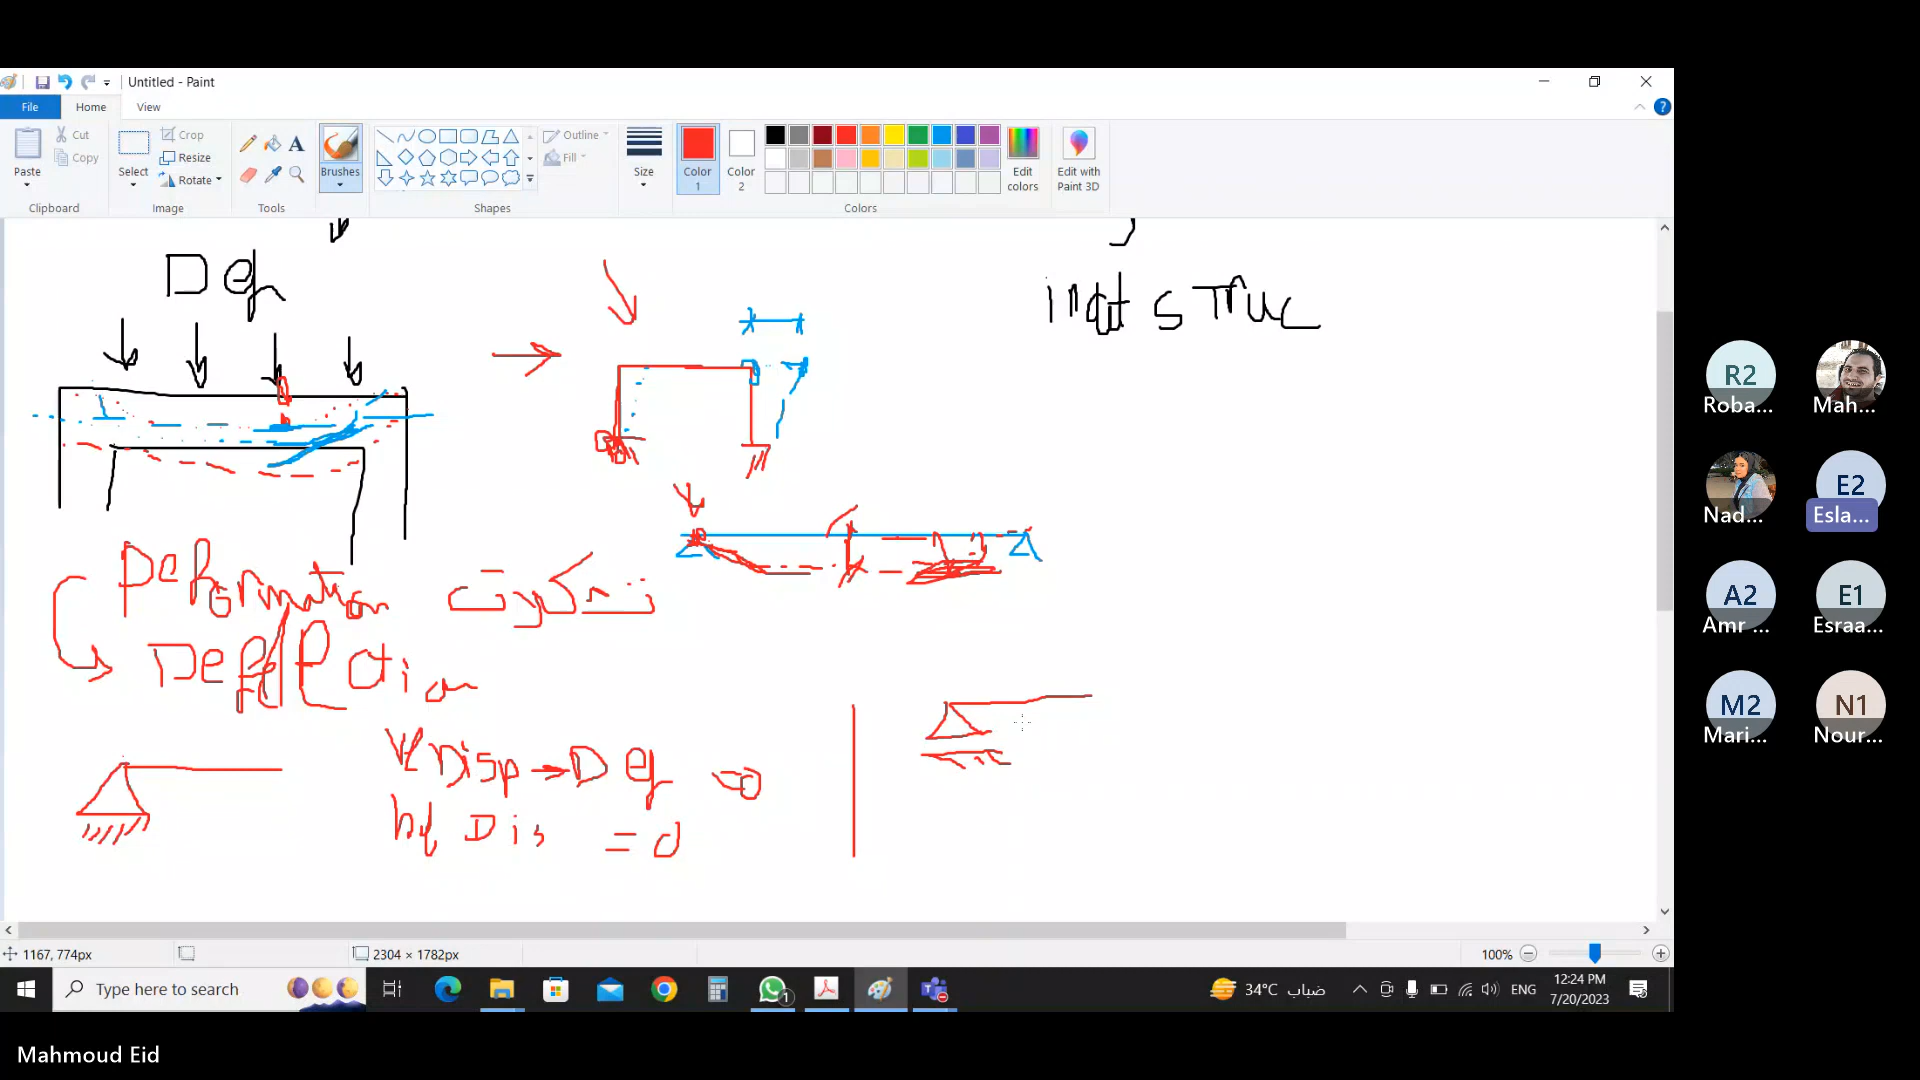 Untitled - Paint
File
Home
View
Paste
Cut
Copy
Clipboard
Select
Crop
Resize
Rotate
Image
Tools
Brushes
Shapes
Outline
Fill
Size
Color
1
Color
2
Edit
colors
Edit with
Paint 3D
Colors
Def
struc
Deformation
Deflection
Disp Def =0
Dis = 0
1167, 774px
2304 × 1782px
100%
Type here to search
1
34°C ضباب
ENG
12:24 PM
7/20/2023
R2
Roba...
Mah...
Nad...
E2
Esla...
A2
Amr ...
E1
Esraa...
M2
Mari...
N1
Nour...
Mahmoud Eid